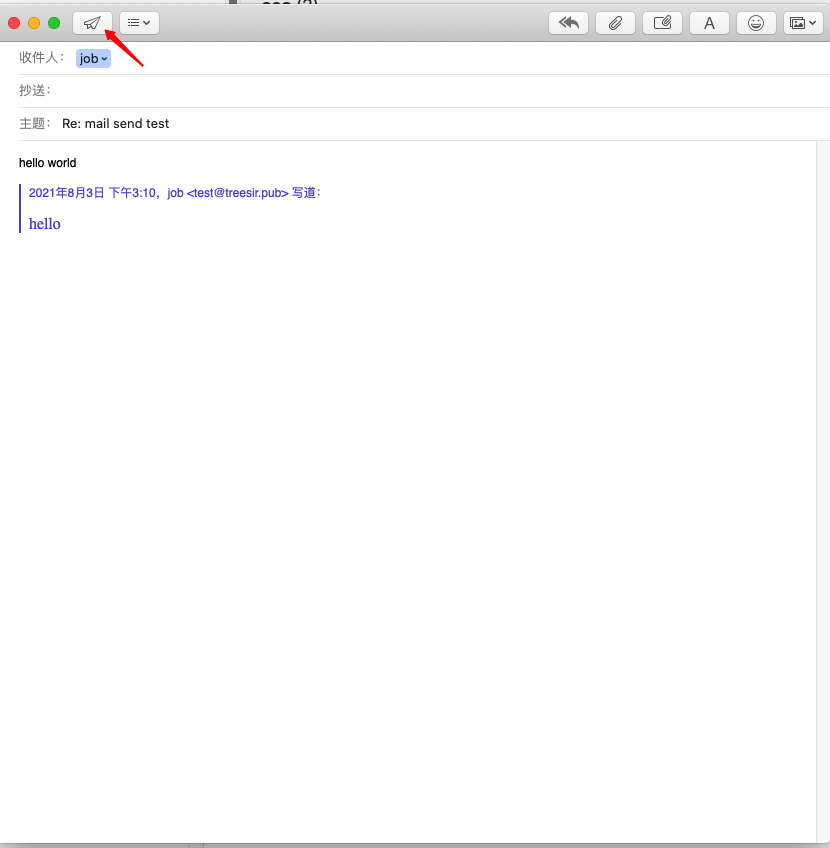 A
收件人： job
抄送：
主题： Re: mail send test
hello world
2021年8月3日 下午3:10，job <test@treesir.pub> 写道：
hello